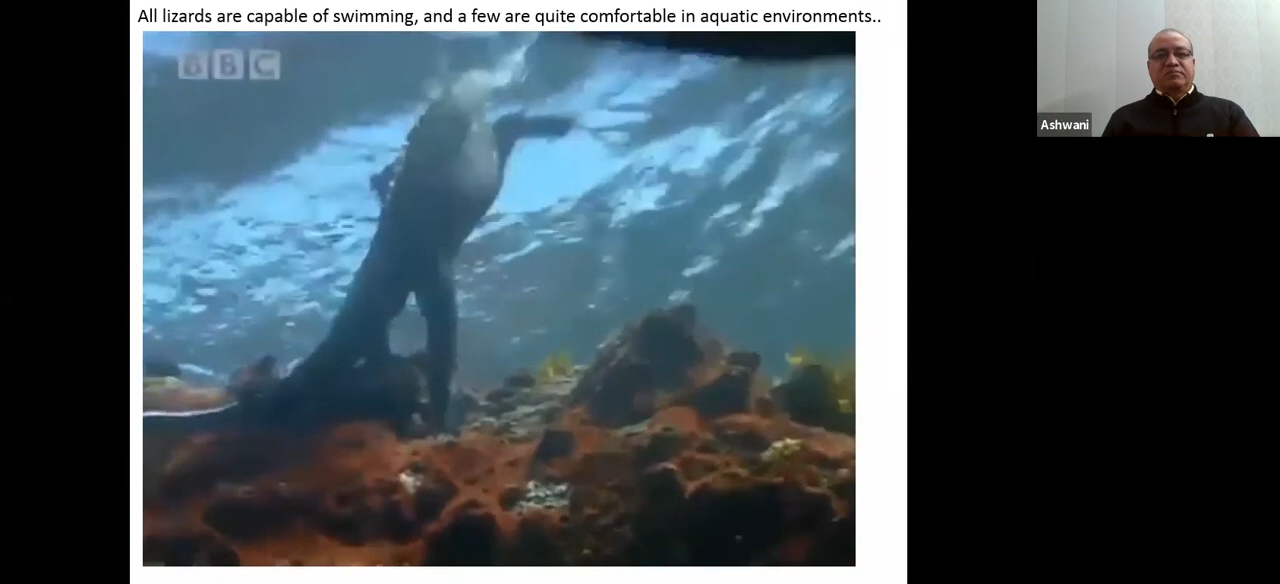 All lizards are capable of swimming, and a few are quite comfortable in aquatic environments..
BBC
Ashwani